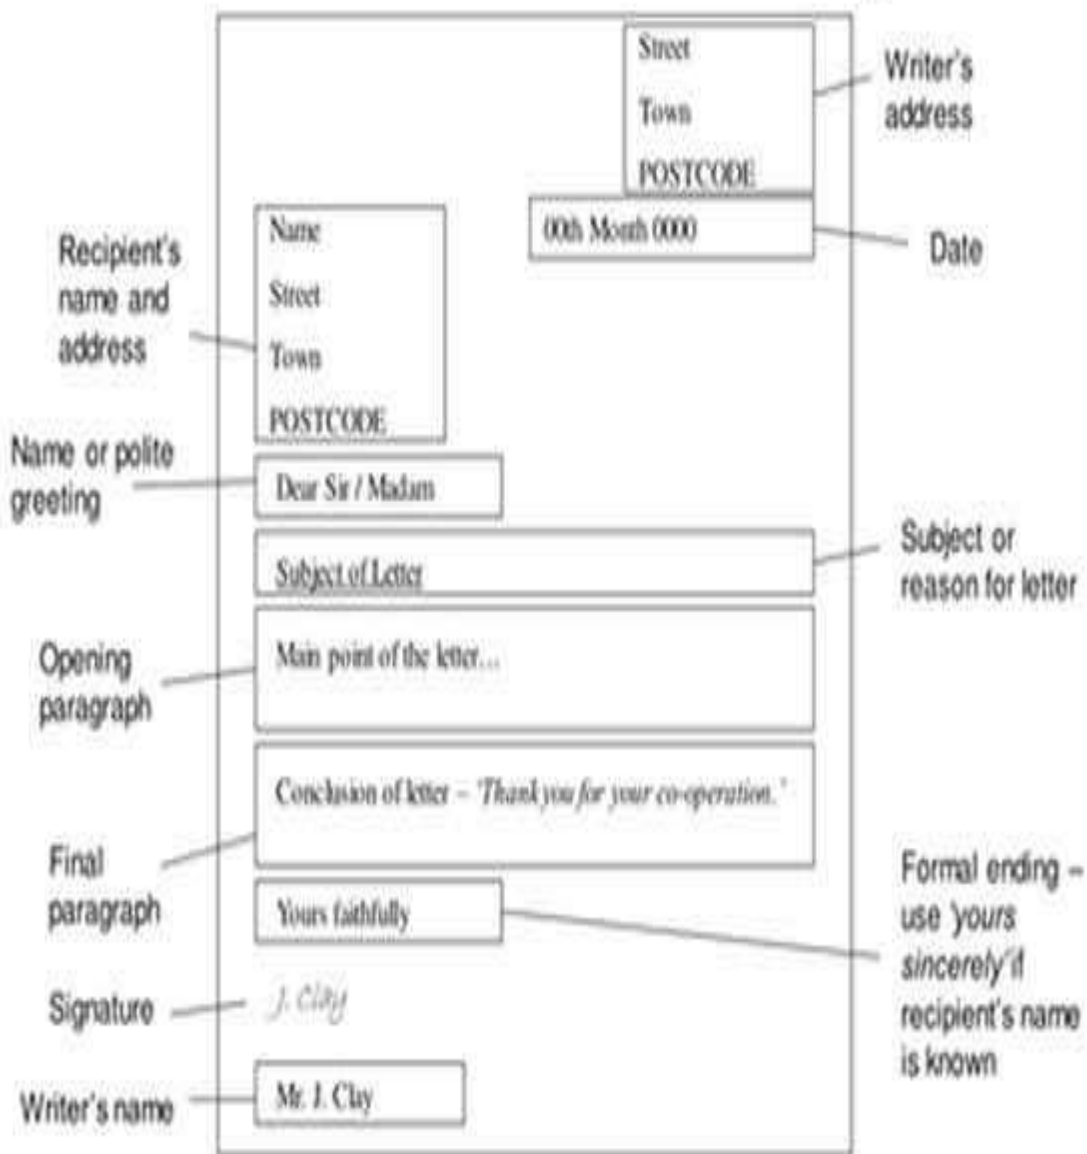 Street
Town
POSTCODE
Writer's
address
00th Month 0000
Date
Recipient's
name and
address
Name
Street
Town
POSTCODE
Name or polite
greeting
Dear Sir / Madam
Subject of Letter
Subject or
reason for letter
Opening
paragraph
Main point of the letter...
Conclusion of letter – 'Thank you for your co-operation.'
Final
paragraph
Yours faithfully
Formal ending –
use 'yours
sincerely' if
recipient's name
is known
Signature
J. Clay
Writer's name
Mr. J. Clay